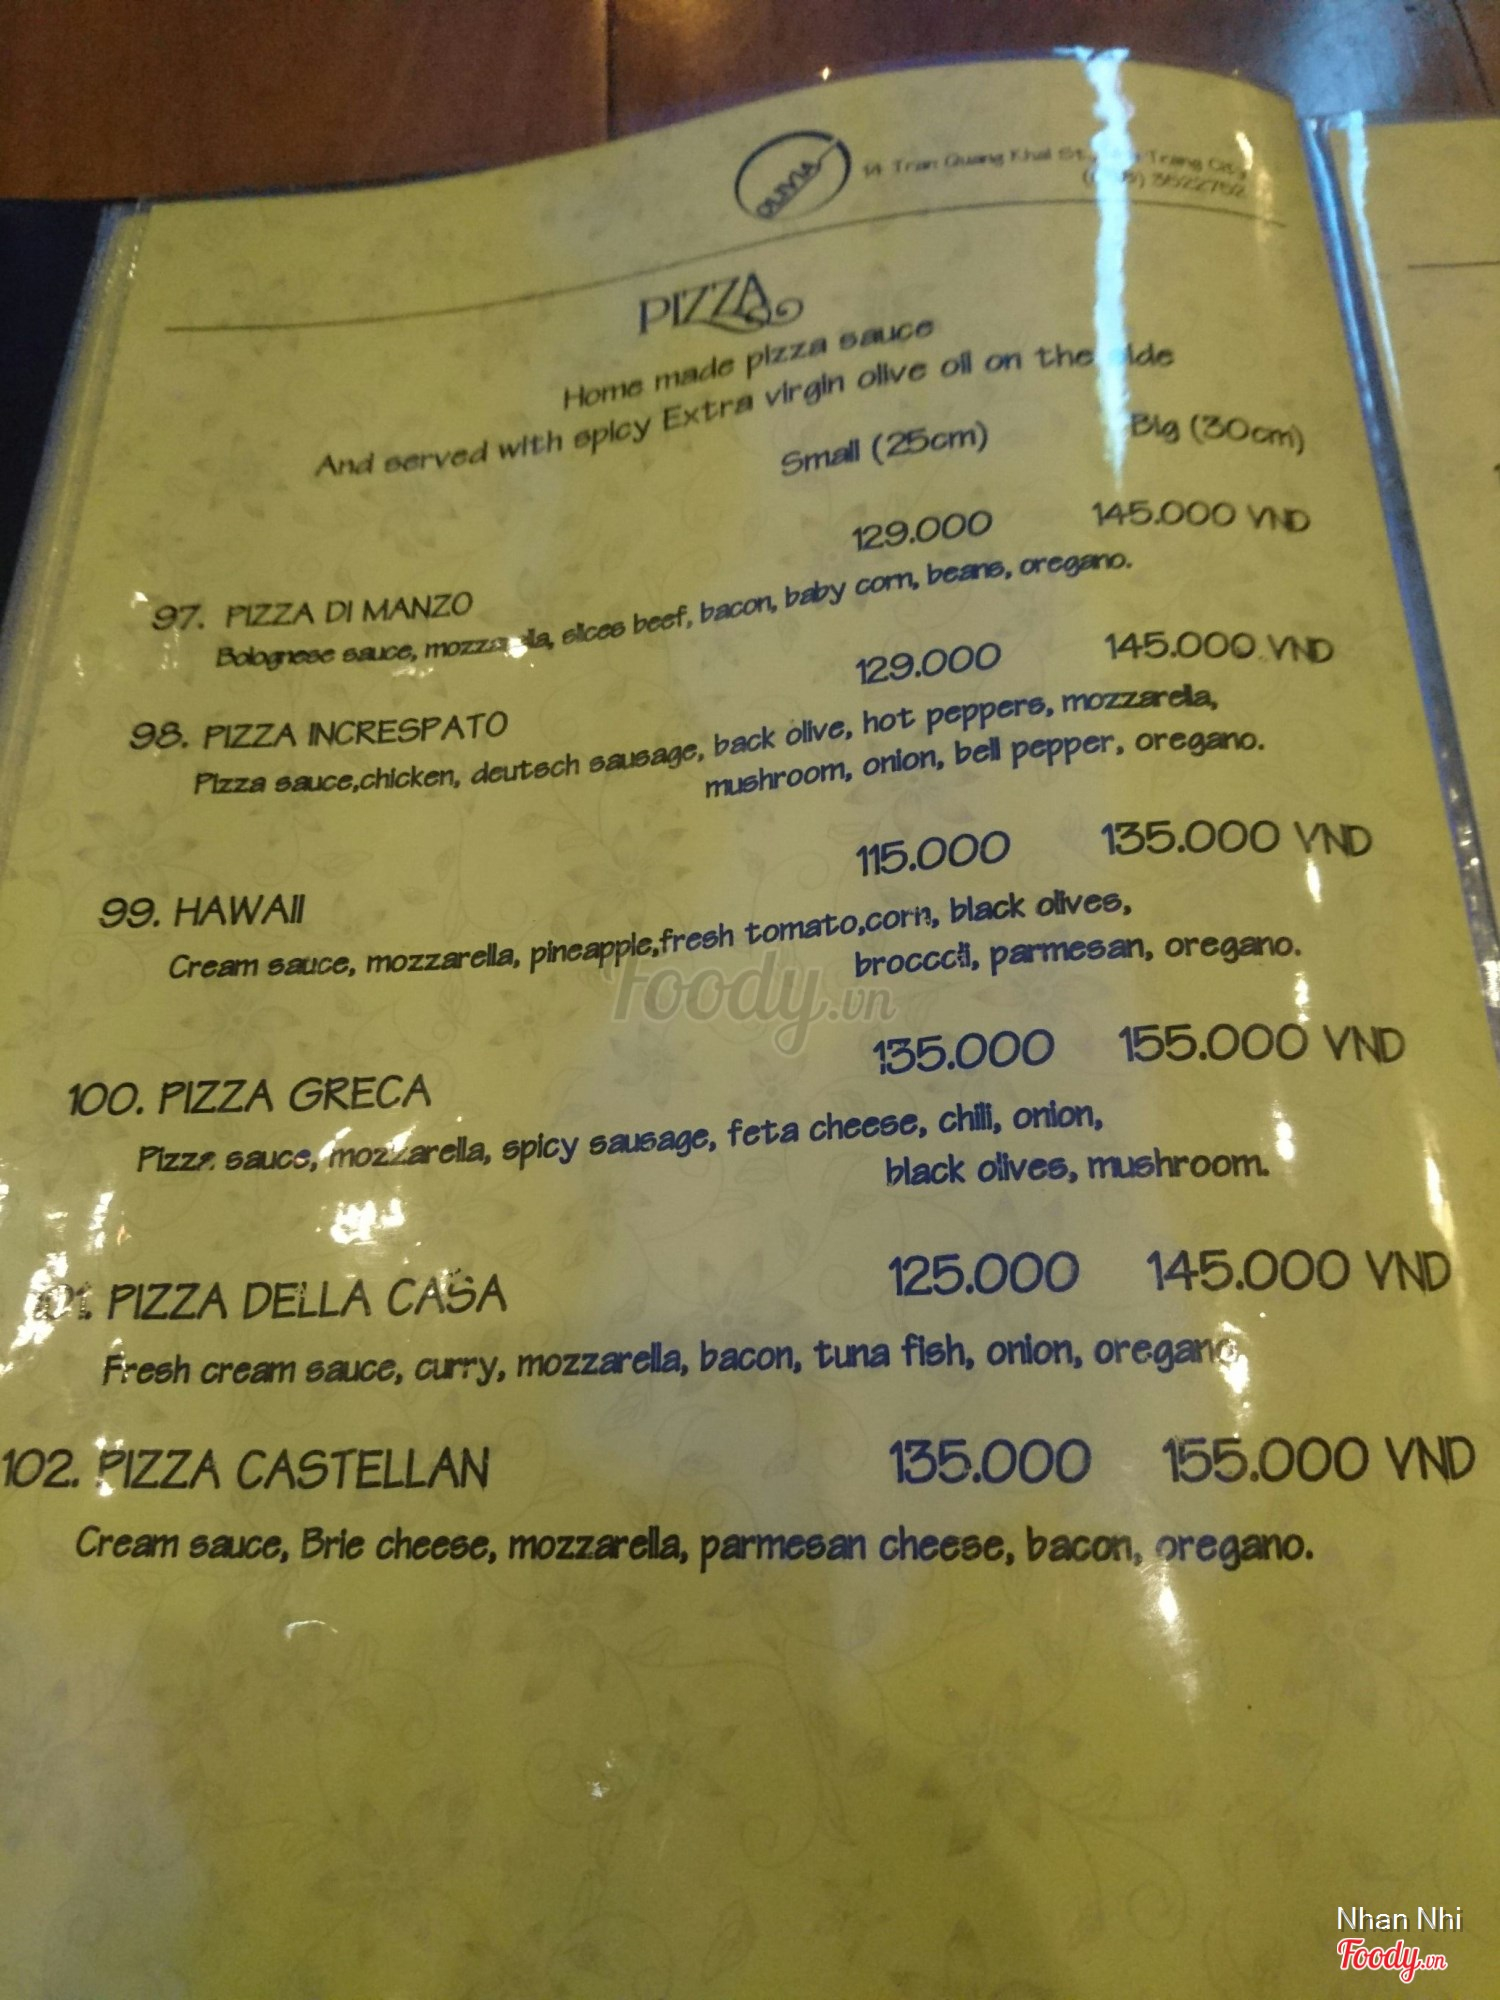 OLIVIA
14 Tran Quang Khai St Trang City
3522752
PIZZA
Home made pizza sauce
And served with spicy Extra virgin olive oil on the side
Small (25cm) Big (30cm)
129.000 145.000 VND
97. PIZZA DI MANZO
Bolognese sauce, mozzarella, slices beef, bacon, baby corn, beans, oregano.
129.000 145.000 VND
98. PIZZA INCRESPATO
Pizza sauce,chicken, deutsch sausage, back olive, hot peppers, mozzarella,
mushroom, onion, bell pepper, oregano.
115.000 135.000 VND
99. HAWAII
Cream sauce, mozzarella, pineapple,fresh tomato,corn, black olives,
broccoli, parmesan, oregano.
Foody.vn
135.000 155.000 VND
100. PIZZA GRECA
Pizza sauce, mozzarella, spicy sausage, feta cheese, chili, onion,
black olives, mushroom.
125.000 145.000 VND
101. PIZZA DELLA CASA
Fresh cream sauce, curry, mozzarella, bacon, tuna fish, onion, oregano
102. PIZZA CASTELLAN 135.000 155.000 VND
Cream sauce, Brie cheese, mozzarella, parmesan cheese, bacon, oregano.
Nhan Nhi
Foody.vn